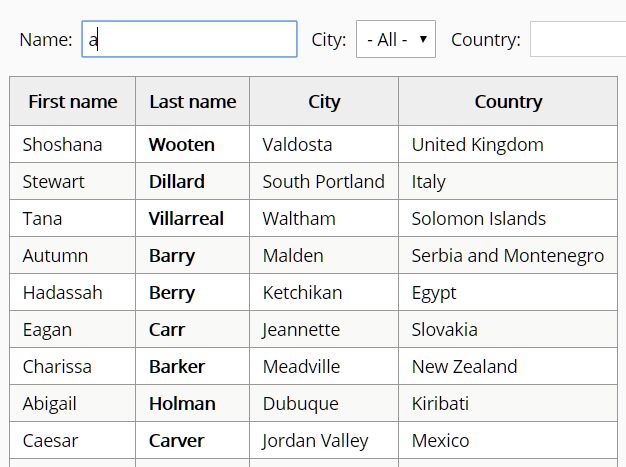 Name: a City: - All - Country:
First name Last name City Country
Shoshana Wooten Valdosta United Kingdom
Stewart Dillard South Portland Italy
Tana Villarreal Waltham Solomon Islands
Autumn Barry Malden Serbia and Montenegro
Hadassah Berry Ketchikan Egypt
Eagan Carr Jeannette Slovakia
Charissa Barker Meadville New Zealand
Abigail Holman Dubuque Kiribati
Caesar Carver Jordan Valley Mexico